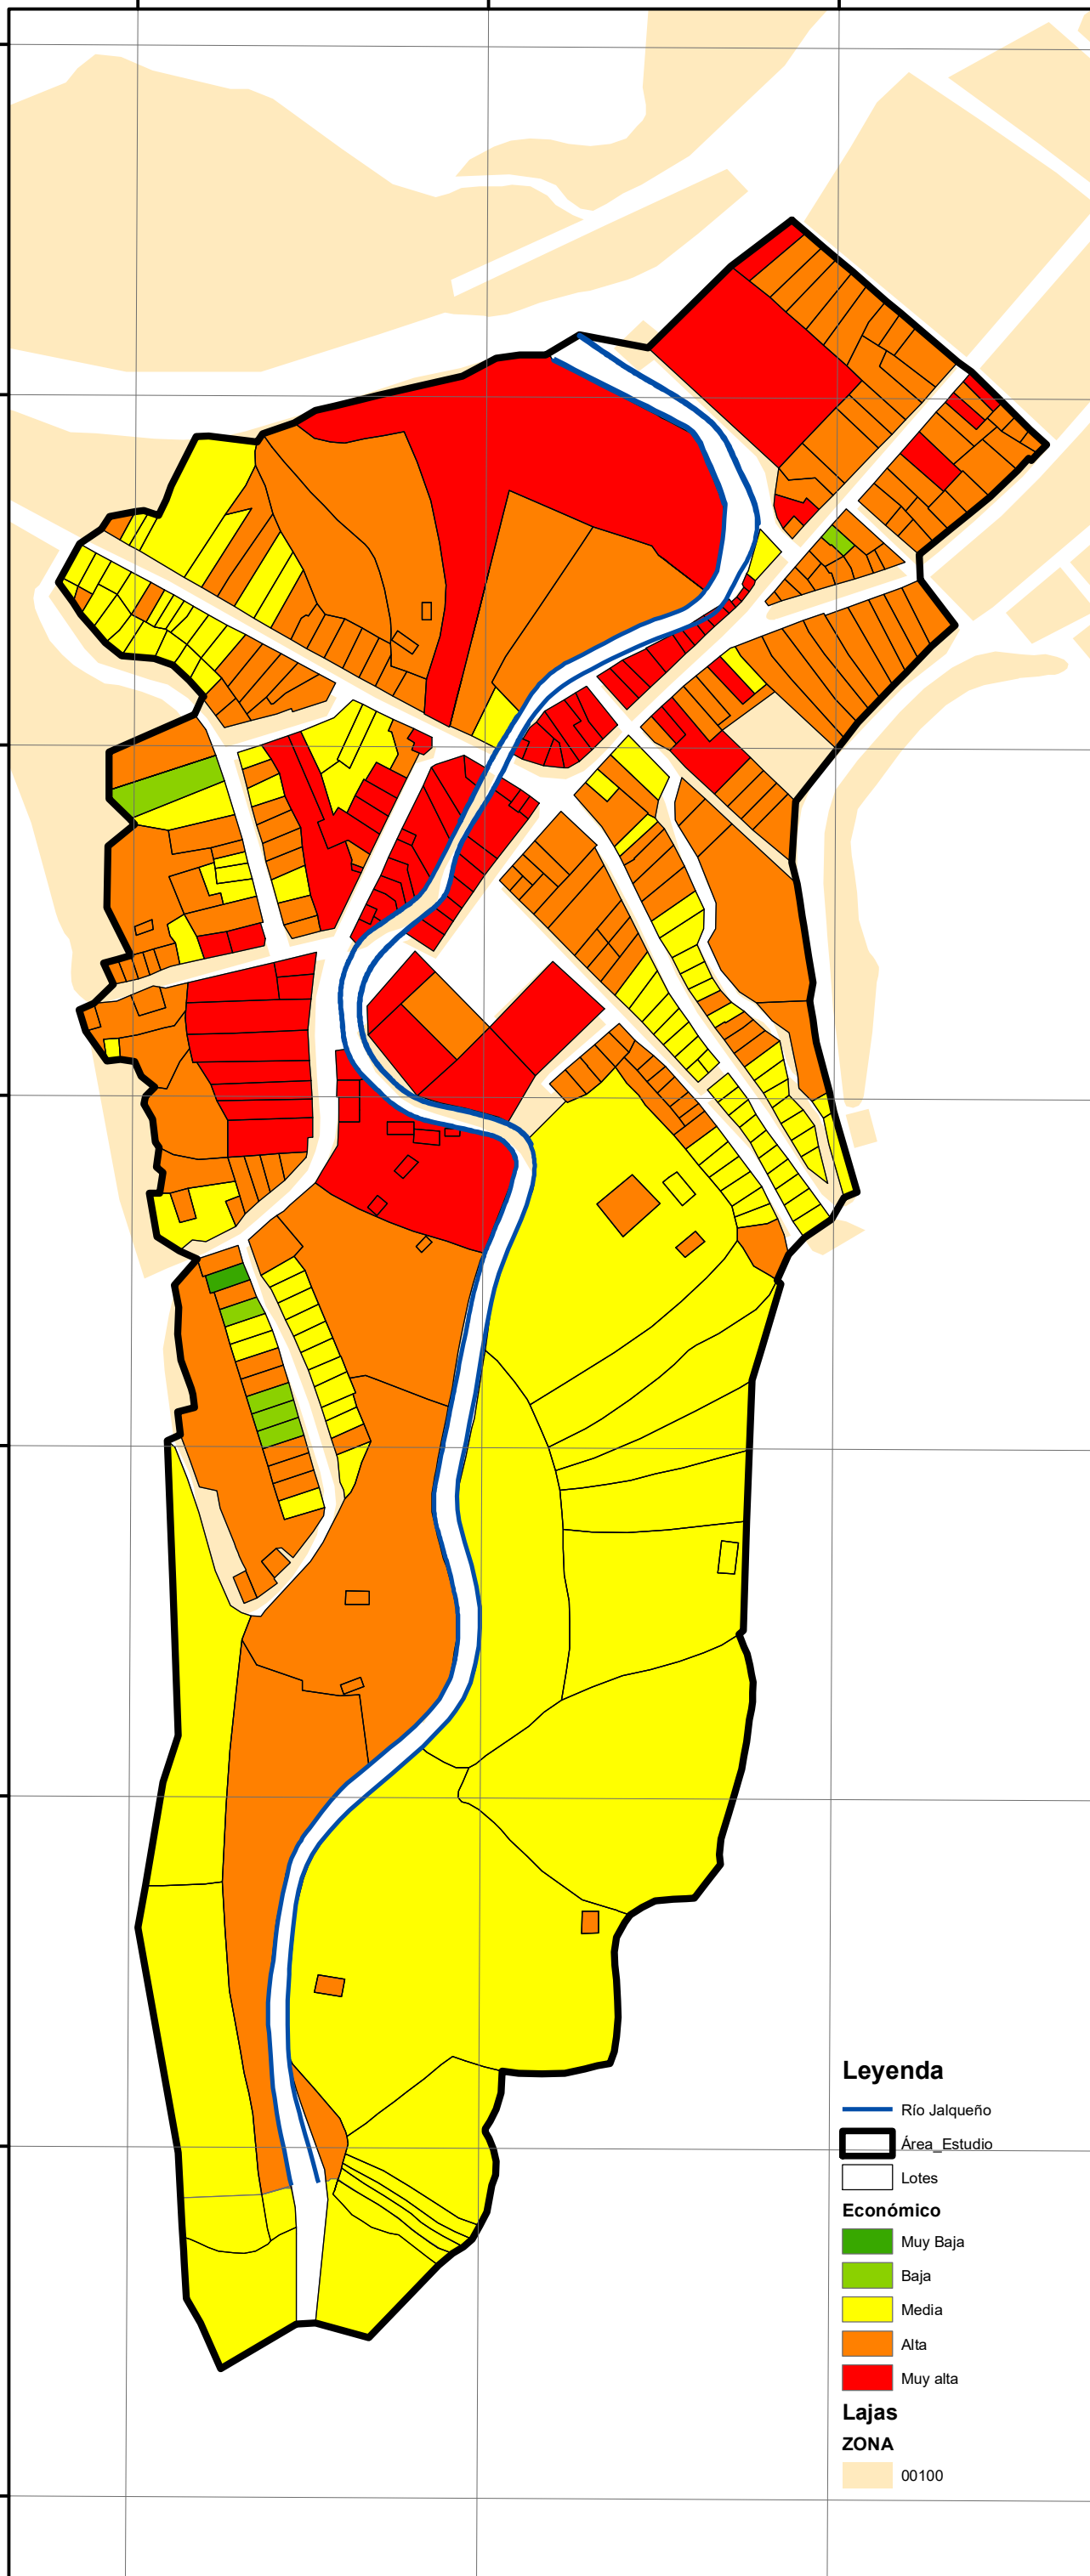 Leyenda
Río Jalqueño
Área_Estudio
Lotes
Económico
Muy Baja
Baja
Media
Alta
Muy alta
Lajas
ZONA
00100